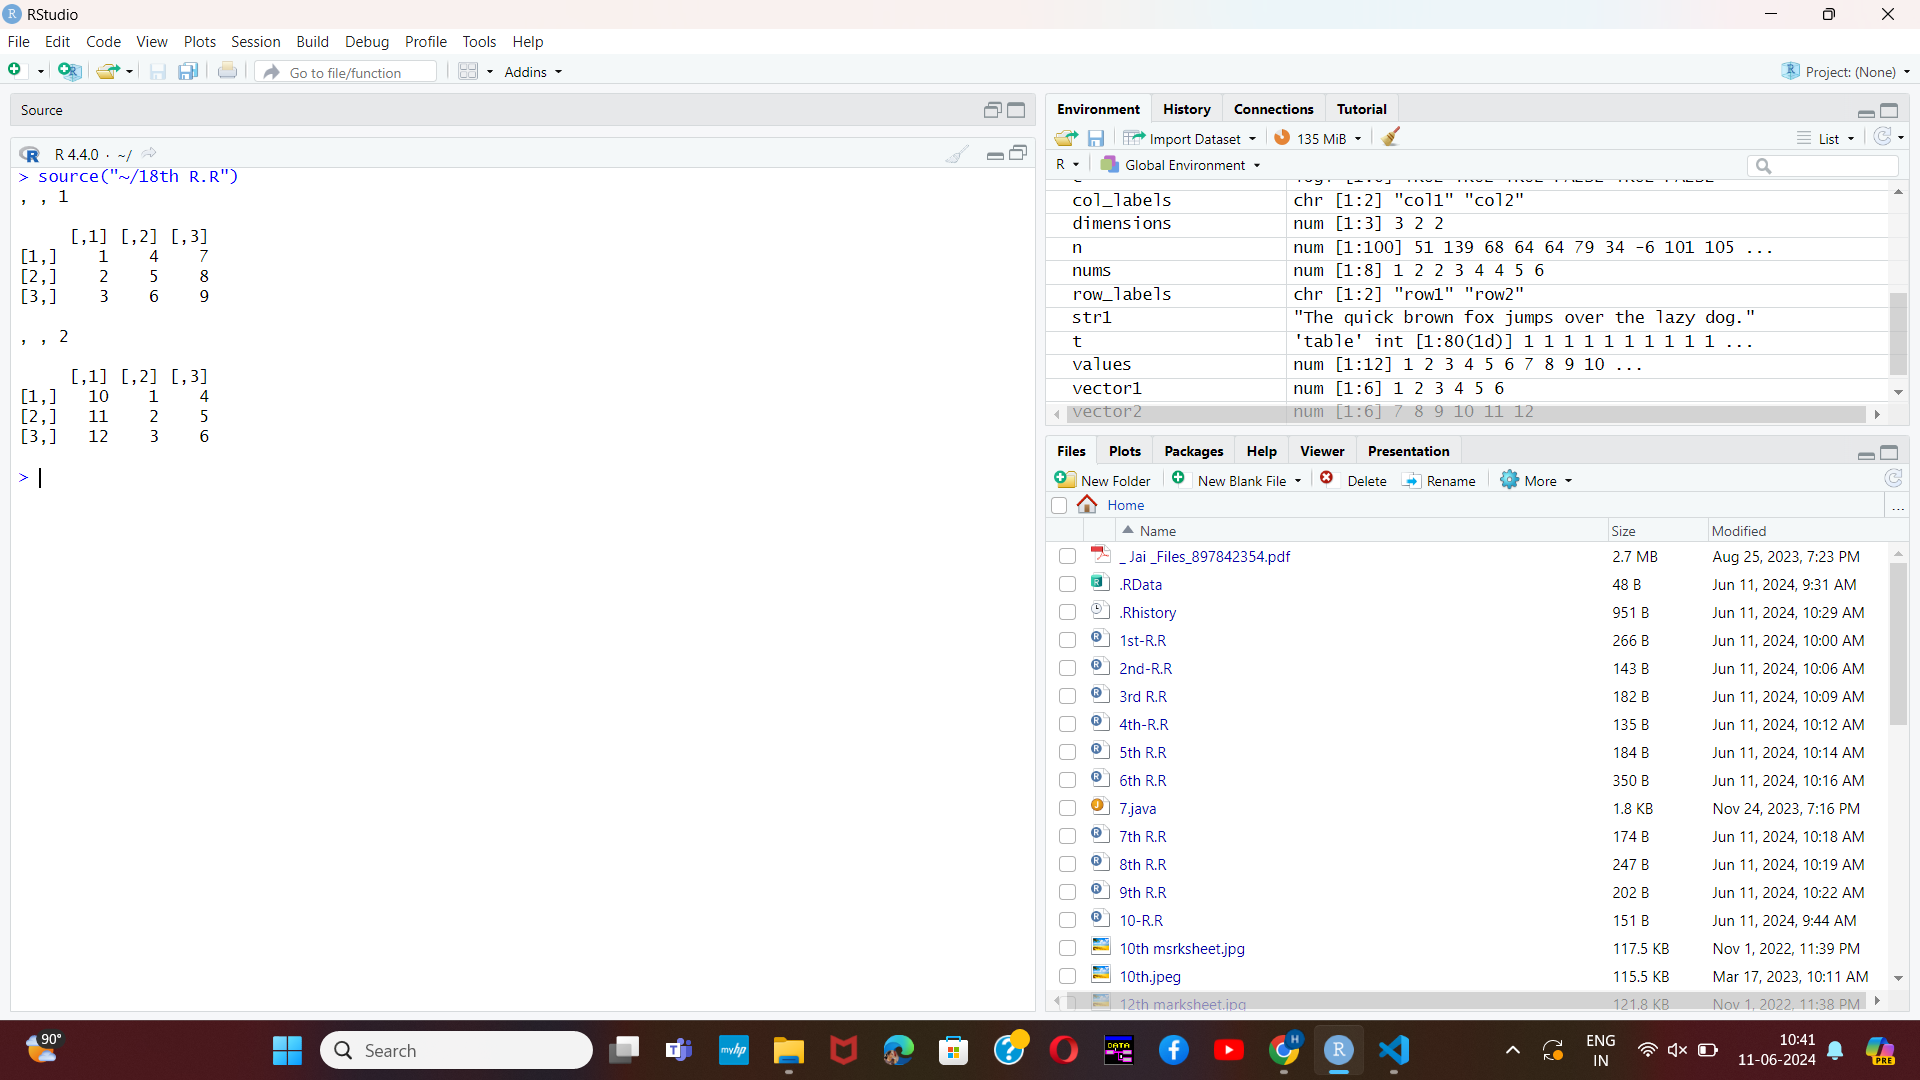 RStudio
File Edit Code View Plots Session Build Debug Profile Tools Help
Go to file/function Addins Project: (None)
Source
R 4.4.0 · ~/
> source("~/18th R.R")
, , 1
[,1] [,2] [,3]
[1,] 1 4 7
[2,] 2 5 8
[3,] 3 6 9
, , 2
[,1] [,2] [,3]
[1,] 10 1 4
[2,] 11 2 5
[3,] 12 3 6
>
Environment History Connections Tutorial
Import Dataset 135 MiB List
R Global Environment
col_labels chr [1:2] "col1" "col2"
dimensions num [1:3] 3 2 2
n num [1:100] 51 139 68 64 64 79 34 -6 101 105 ...
nums num [1:8] 1 2 2 3 4 4 5 6
row_labels chr [1:2] "row1" "row2"
str1 "The quick brown fox jumps over the lazy dog."
t 'table' int [1:80(1d)] 1 1 1 1 1 1 1 1 1 1 ...
values num [1:12] 1 2 3 4 5 6 7 8 9 10 ...
vector1 num [1:6] 1 2 3 4 5 6
vector2 num [1:6] 7 8 9 10 11 12
Files Plots Packages Help Viewer Presentation
New Folder New Blank File Delete Rename More
Home ...
Name Size Modified
_ Jai _Files_897842354.pdf 2.7 MB Aug 25, 2023, 7:23 PM
.RData 48 B Jun 11, 2024, 9:31 AM
.Rhistory 951 B Jun 11, 2024, 10:29 AM
1st-R.R 266 B Jun 11, 2024, 10:00 AM
2nd-R.R 143 B Jun 11, 2024, 10:06 AM
3rd R.R 182 B Jun 11, 2024, 10:09 AM
4th-R.R 135 B Jun 11, 2024, 10:12 AM
5th R.R 184 B Jun 11, 2024, 10:14 AM
6th R.R 350 B Jun 11, 2024, 10:16 AM
7.java 1.8 KB Nov 24, 2023, 7:16 PM
7th R.R 174 B Jun 11, 2024, 10:18 AM
8th R.R 247 B Jun 11, 2024, 10:19 AM
9th R.R 202 B Jun 11, 2024, 10:22 AM
10-R.R 151 B Jun 11, 2024, 9:44 AM
10th msrksheet.jpg 117.5 KB Nov 1, 2022, 11:39 PM
10th.jpeg 115.5 KB Mar 17, 2023, 10:11 AM
12th marksheet.jpg 121.8 KB Nov 1, 2022, 11:38 PM
90° Search myhp DATA H R PRE
ENG
IN
10:41
11-06-2024